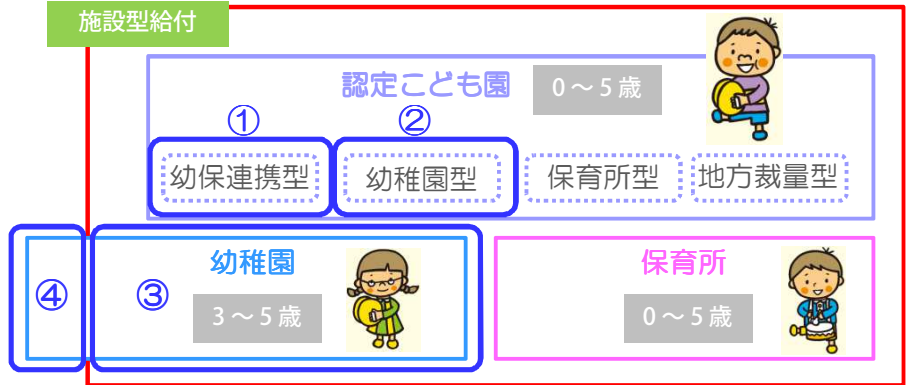 施設型給付
認定こども園
0～5歳
① ②
幼保連携型 幼稚園型 保育所型 地方裁量型
幼稚園 保育所
④ ③
3～5歳 0～5歳